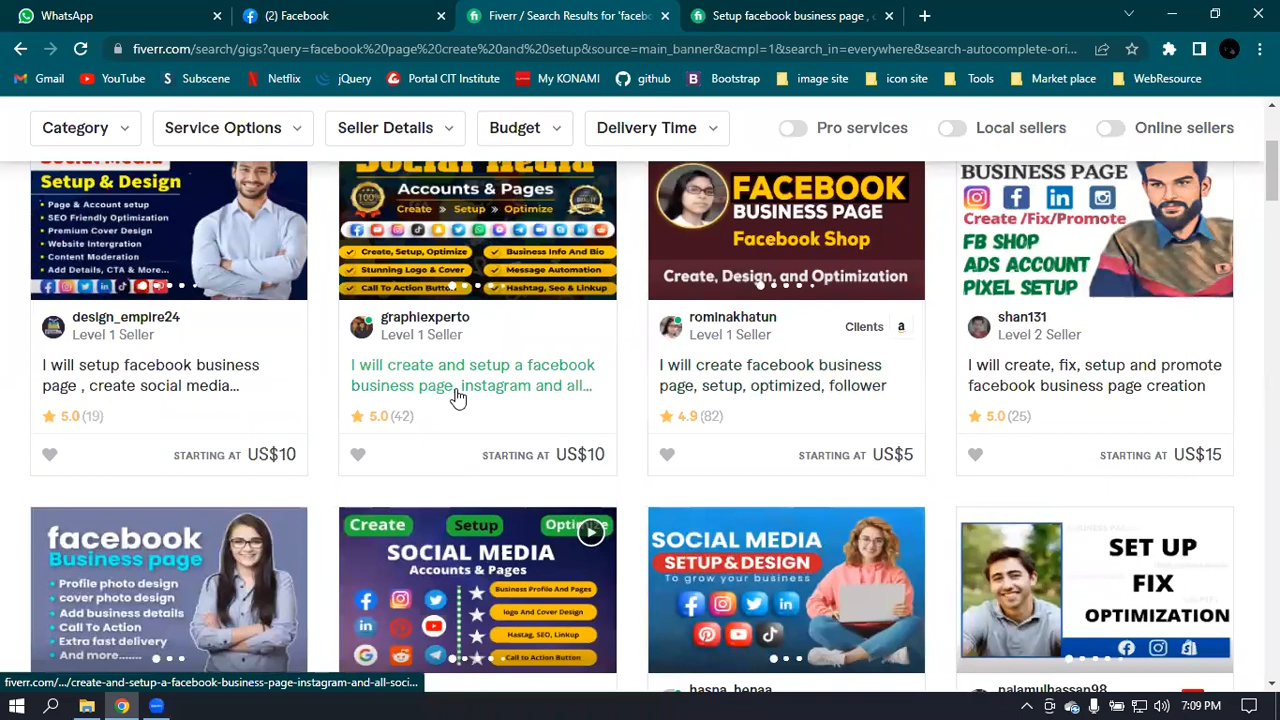 WhatsApp
(2) Facebook
Fiverr / Search Results for 'facebo
Setup facebook business page , c
fiverr.com/search/gigs?query=facebook%20page%20create%20and%20setup&source=main_banner&acmpl=1&search_in=everywhere&search-autocomplete-ori...
Gmail
YouTube
Subscene
Netflix
jQuery
Portal CIT Institute
My KONAMI
github
Bootstrap
image site
icon site
Tools
Market place
WebResource
Category
Service Options
Seller Details
Budget
Delivery Time
Pro services
Local sellers
Online sellers
Social Media
Setup & Design
Page & Account setup
SEO Friendly Optimization
Premium Cover Design
Website Intergration
Content Moderation
Add Details, CTA & More...
design_empire24
Level 1 Seller
I will setup facebook business
page , create social media...
5.0 (19)
STARTING AT US$10
Social Media
Accounts & Pages
Create » Setup » Optimize
Create, Setup, Optimize
Business Info And Bio
Stunning Logo & Cover
Message Automation
Call To Action Button
Hashtag, Seo & Linkup
graphiexperto
Level 1 Seller
I will create and setup a facebook
business page, instagram and all...
5.0 (42)
STARTING AT US$10
FACEBOOK
BUSINESS PAGE
Facebook Shop
Create, Design, and Optimization
rominakhatun
Level 1 Seller
Clients
I will create facebook business
page, setup, optimized, follower
4.9 (82)
STARTING AT US$5
BUSINESS PAGE
Create /Fix/Promote
FB SHOP
ADS ACCOUNT
PIXEL SETUP
shan131
Level 2 Seller
I will create, fix, setup and promote
facebook business page creation
5.0 (25)
STARTING AT US$15
facebook
Business page
Profile photo design
cover photo design
Add business details
Call To Action
Extra fast delivery
And more.......
Create
Setup
Optimize
SOCIAL MEDIA
Accounts & Pages
Business Profile And Pages
logo And Cover Design
Hastag, SEO, Linkup
Call to Action Button
SOCIAL MEDIA
SETUP & DESIGN
To grow your business
hasna_benaa
SET UP
FIX
OPTIMIZATION
nalamulhassan98
fiverr.com/.../create-and-setup-a-facebook-business-page-instagram-and-all-soci...
7:09 PM